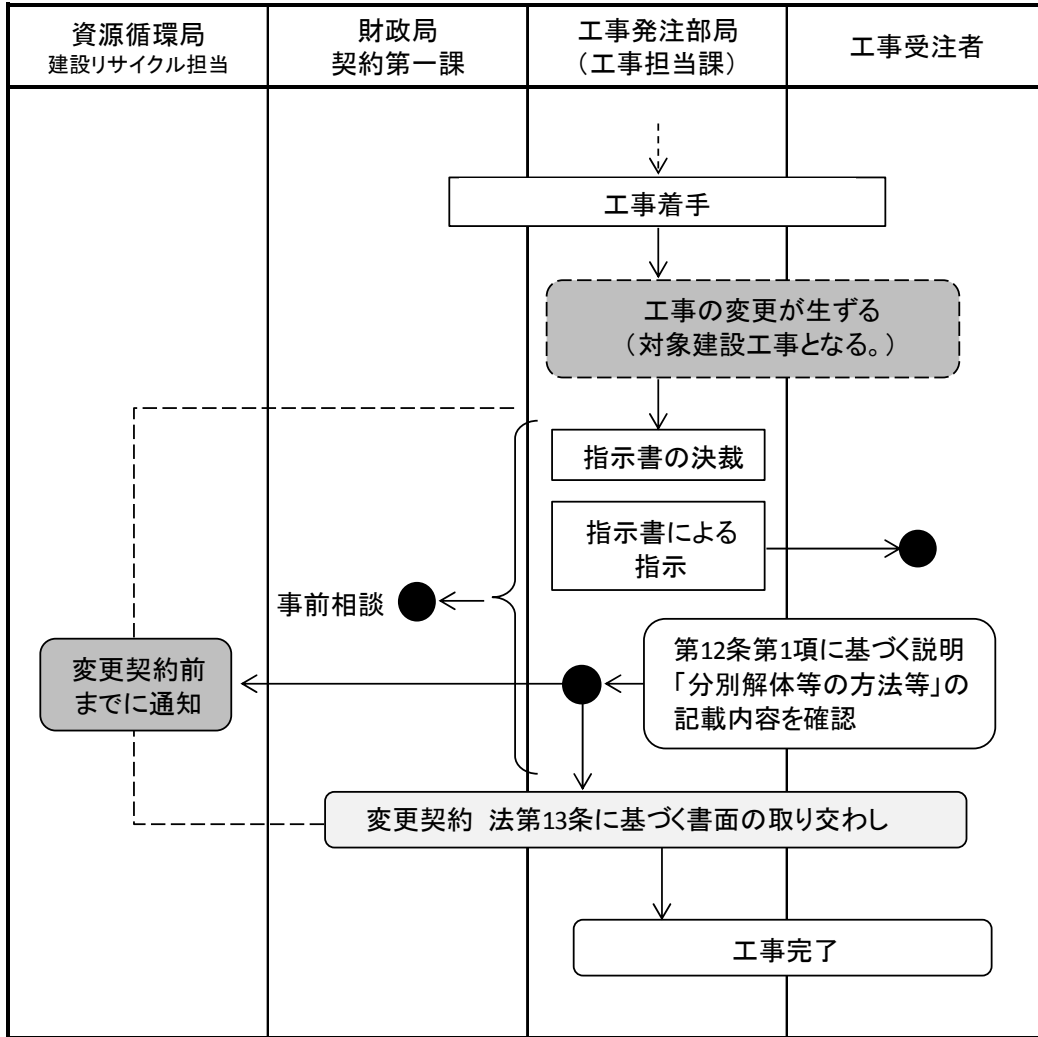 資源循環局
建設リサイクル担当
財政局
契約第一課
工事発注部局
（工事担当課）
工事受注者
工事着手
工事の変更が生ずる
（対象建設工事となる。）
指示書の決裁
指示書による
指示
事前相談
第12条第1項に基づく説明
「分別解体等の方法等」の
記載内容を確認
変更契約前
までに通知
変更契約 法第13条に基づく書面の取り交わし
工事完了